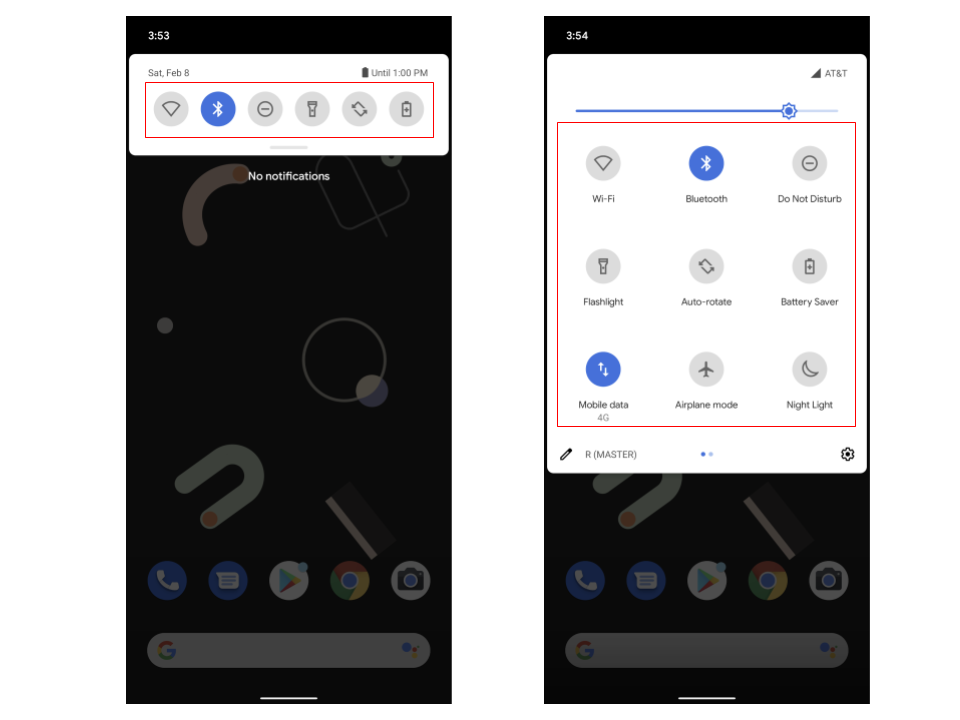 3:53
Sat, Feb 8
Until 1:00 PM
No notifications
3:54
AT&T
Wi-Fi
Bluetooth
Do Not Disturb
Flashlight
Auto-rotate
Battery Saver
Mobile data
4G
Airplane mode
Night Light
R (MASTER)